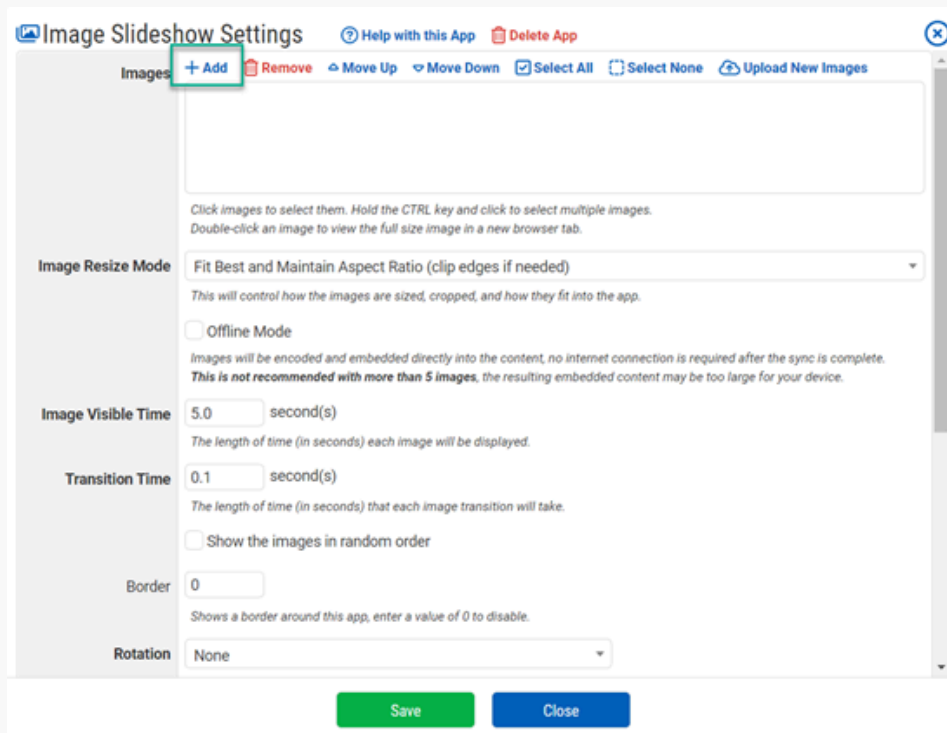 Image Slideshow Settings Help with this App Delete App
Images + Add Remove Move Up Move Down Select All Select None Upload New Images
Click images to select them. Hold the CTRL key and click to select multiple images.
Double-click an image to view the full size image in a new browser tab.
Image Resize Mode Fit Best and Maintain Aspect Ratio (clip edges if needed)
This will control how the images are sized, cropped, and how they fit into the app.
Offline Mode
Images will be encoded and embedded directly into the content, no internet connection is required after the sync is complete.
This is not recommended with more than 5 images, the resulting embedded content may be too large for your device.
Image Visible Time 5.0 second(s)
The length of time (in seconds) each image will be displayed.
Transition Time 0.1 second(s)
The length of time (in seconds) that each image transition will take.
Show the images in random order
Border 0
Shows a border around this app, enter a value of 0 to disable.
Rotation None
Save Close